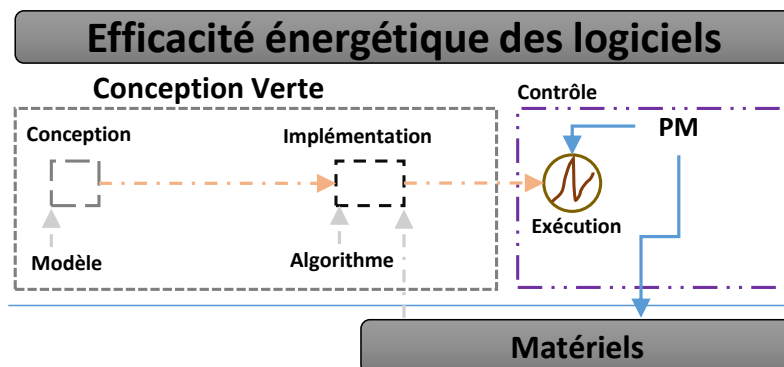 Efficacité énergétique des logiciels
Conception Verte
Contrôle
Conception
Implémentation
PM
Exécution
Modèle
Algorithme
Matériels